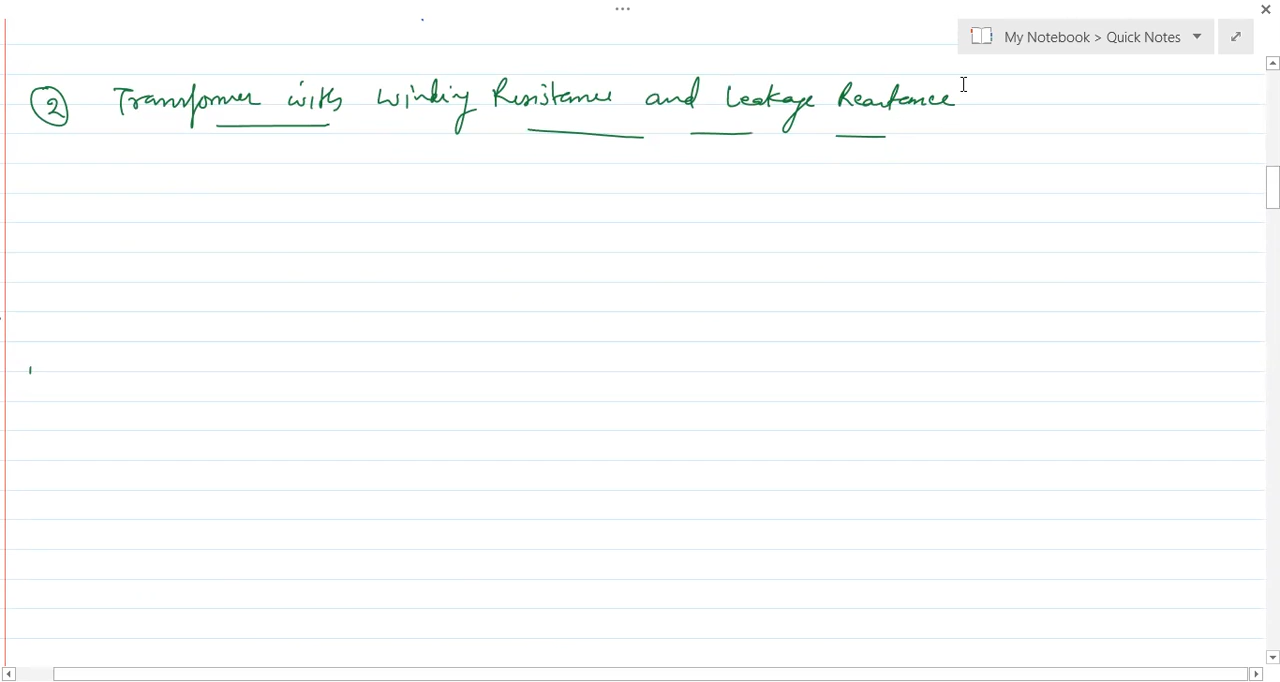 ...
My Notebook > Quick Notes
② Transformer with Winding Resistance and Leakage Reactance